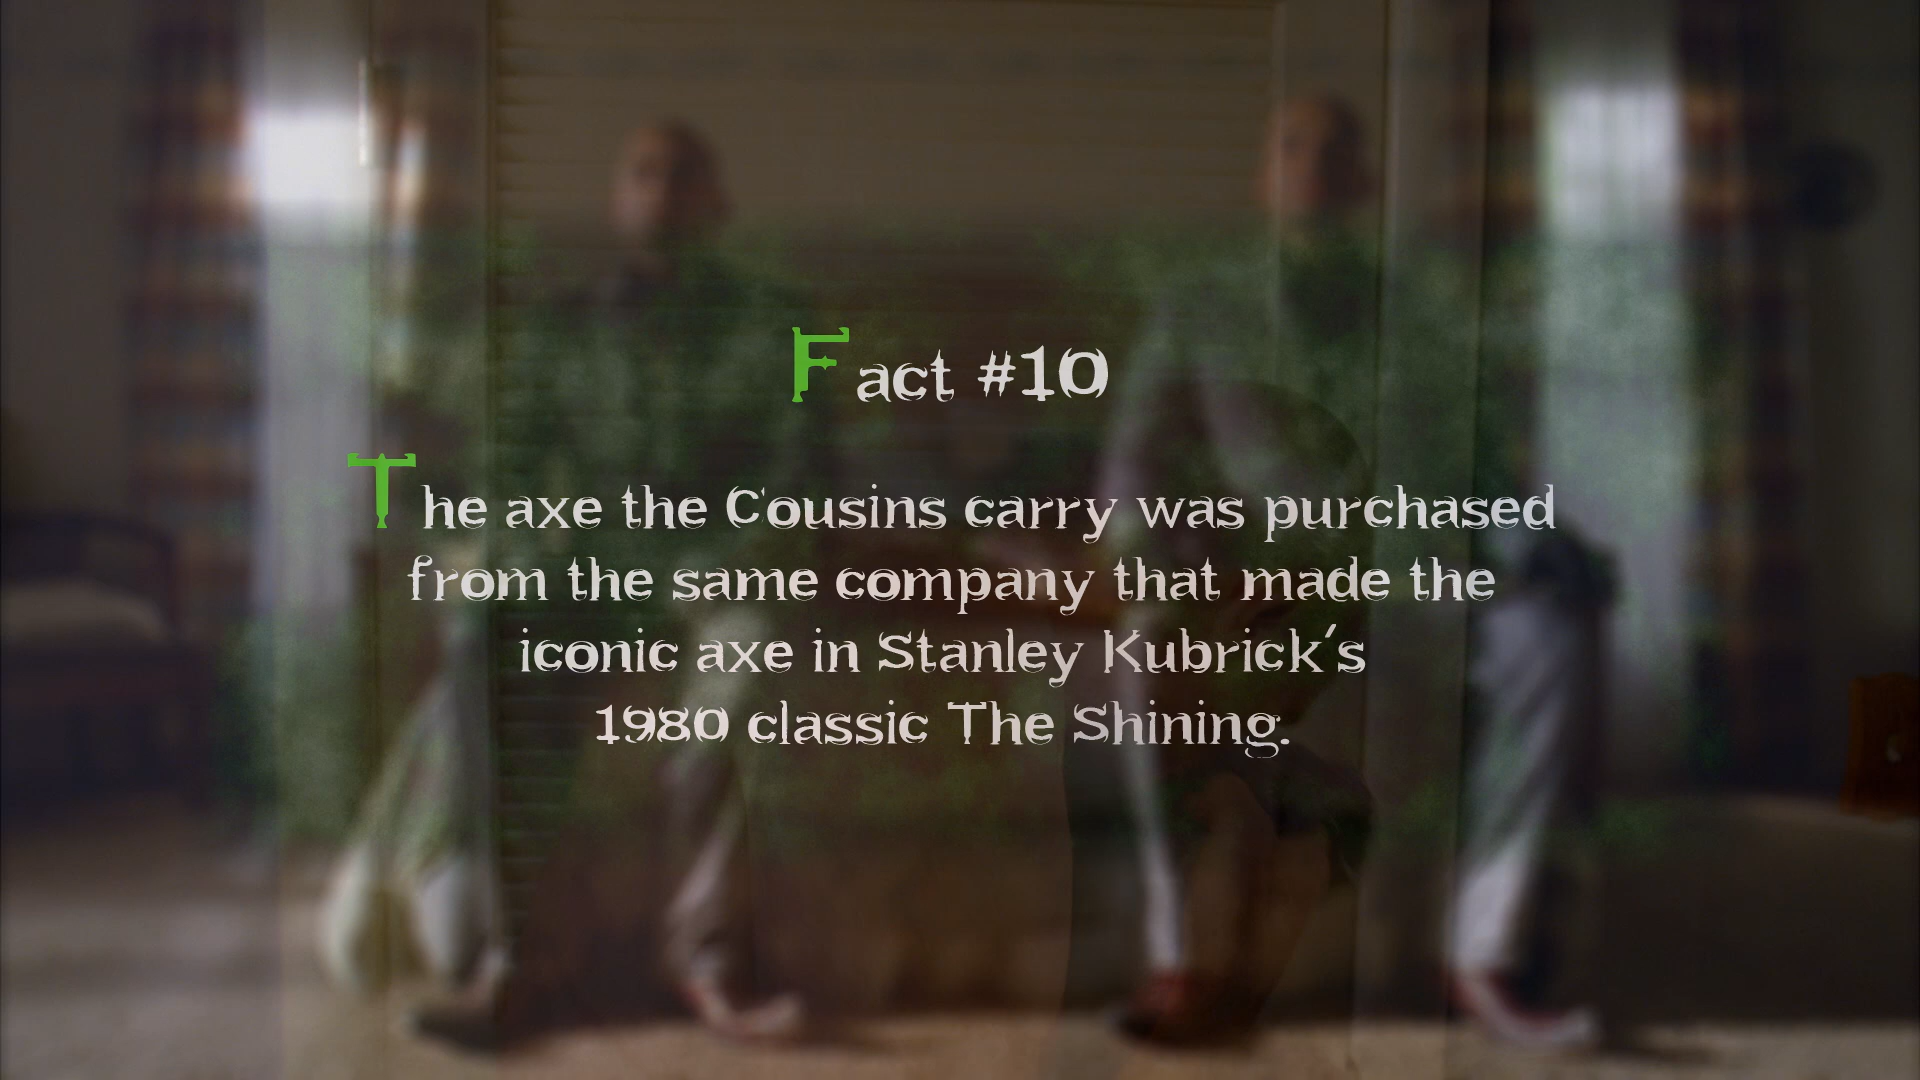 Fact #10
The axe the Cousins carry was purchased
from the same company that made the
iconic axe in Stanley Kubrick's
1980 classic The Shining.